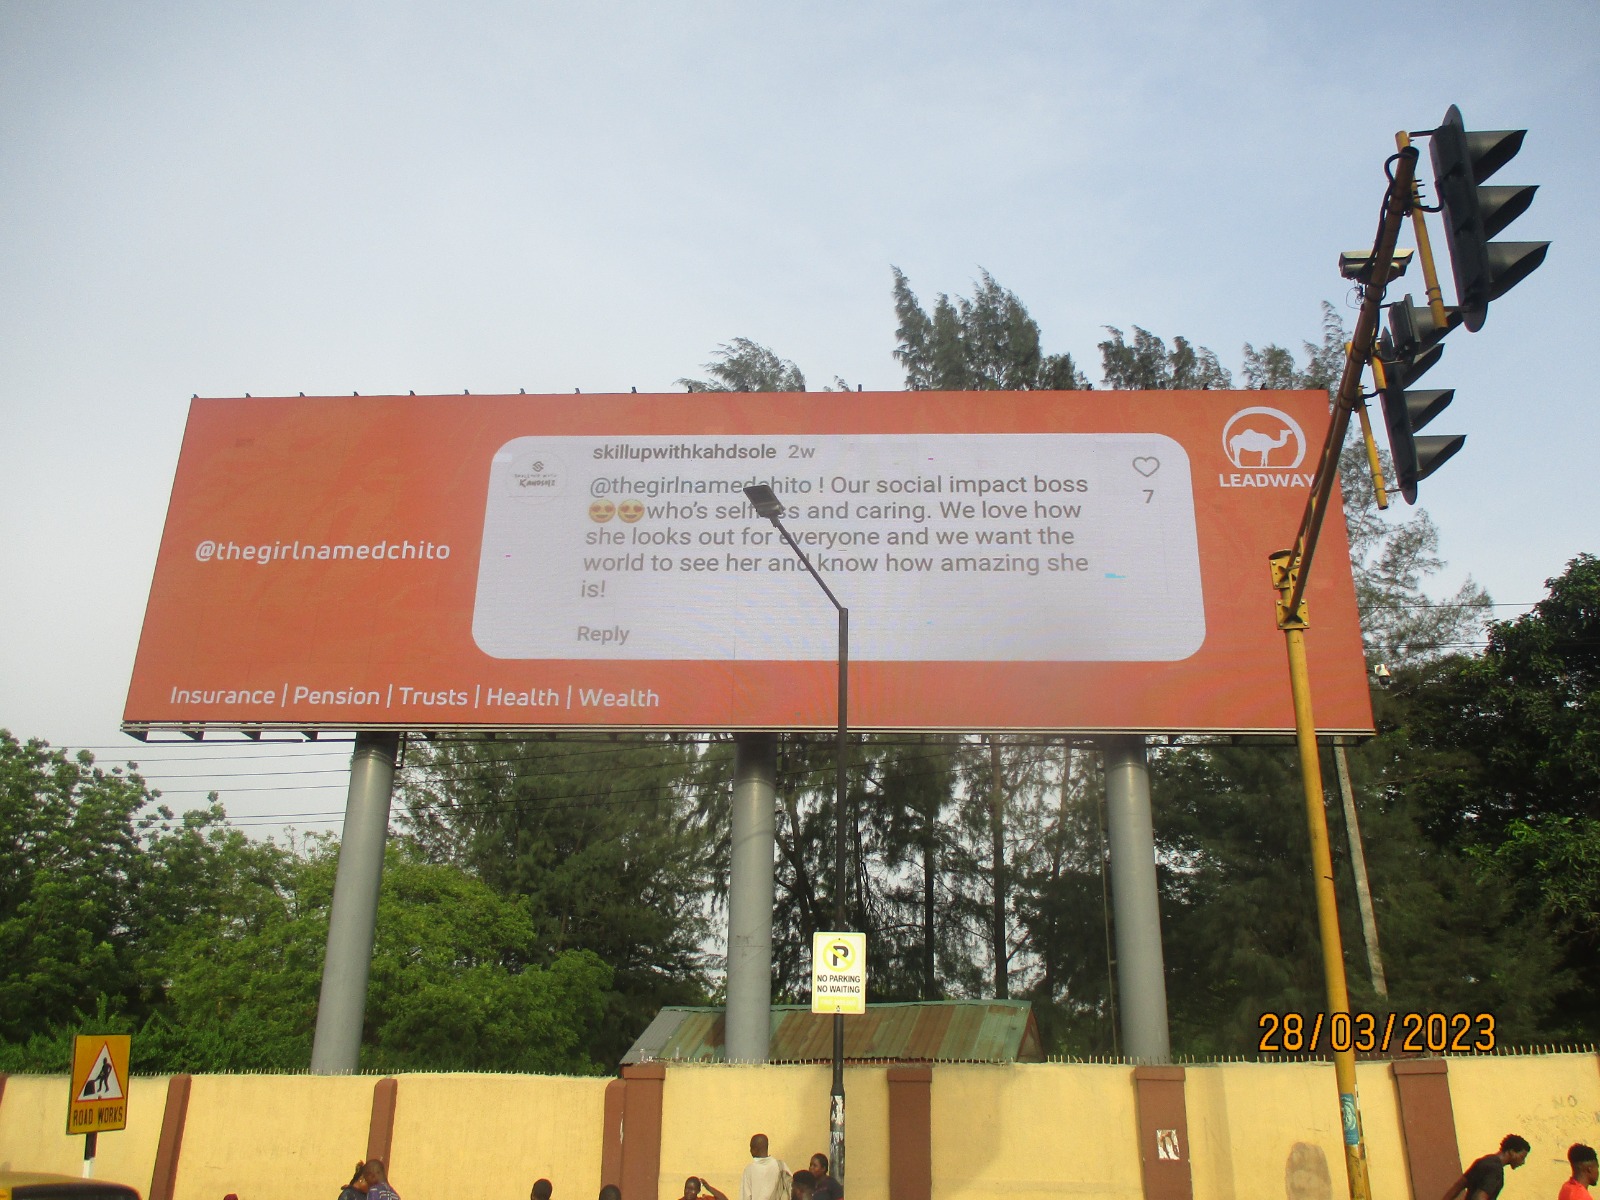 skillupwithkahdsole 2w
@thegirlnamedchito ! Our social impact boss
😍😍who's selfless and caring. We love how
she looks out for everyone and we want the
world to see her and know how amazing she
is!
Reply
7
LEADWAY
@thegirlnamedchito
Insurance | Pension | Trusts | Health | Wealth
P
NO PARKING
NO WAITING
ROAD WORKS
28/03/2023